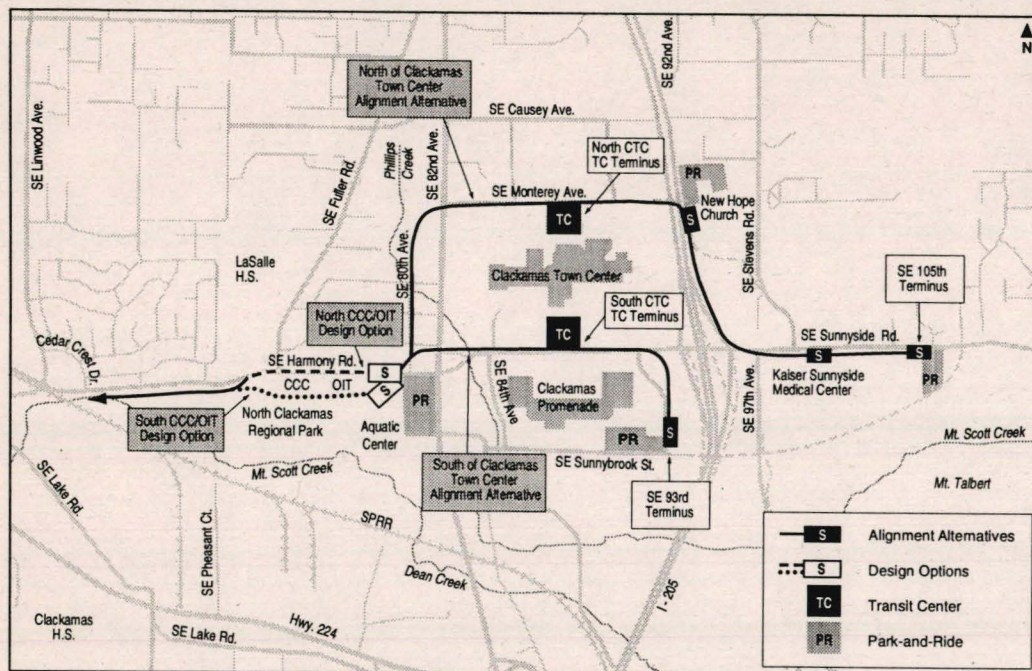 N
SE Linwood Ave.
SE Fuller Rd.
Phillips
Creek
SE 82nd Ave.
SE 92nd Ave.
North of Clackamas
Town Center
Alignment Alternative
SE Causey Ave.
North CTC
TC Terminus
SE Monterey Ave.
TC
PR
New Hope
Church
S
SE Stevens Rd.
LaSalle
H.S.
SE 80th Ave.
Clackamas Town Center
SE 105th
Terminus
South CTC
TC Terminus
North CCC/OIT
Design Option
TC
SE Sunnyside Rd.
S
S
Kaiser Sunnyside
Medical Center
PR
Cedar Crest Dr.
SE Harmony Rd.
S
S
CCC
OIT
PR
SE 84th Ave
Clackamas
Promenade
SE 97th Ave.
South CCC/OIT
Design Option
North Clackamas
Regional Park
Aquatic
Center
PR
S
Mt. Scott Creek
SE Sunnybrook St.
Mt. Scott Creek
South of Clackamas
Town Center
Alignment Alternative
SE 93rd
Terminus
Mt. Talbert
SE Lake Rd.
SE Pheasant Ct.
SPRR
Dean Creek
I - 205
Clackamas
H.S.
SE Lake Rd.
Hwy. 224
S Alignment Alternatives
S Design Options
TC Transit Center
PR Park-and-Ride